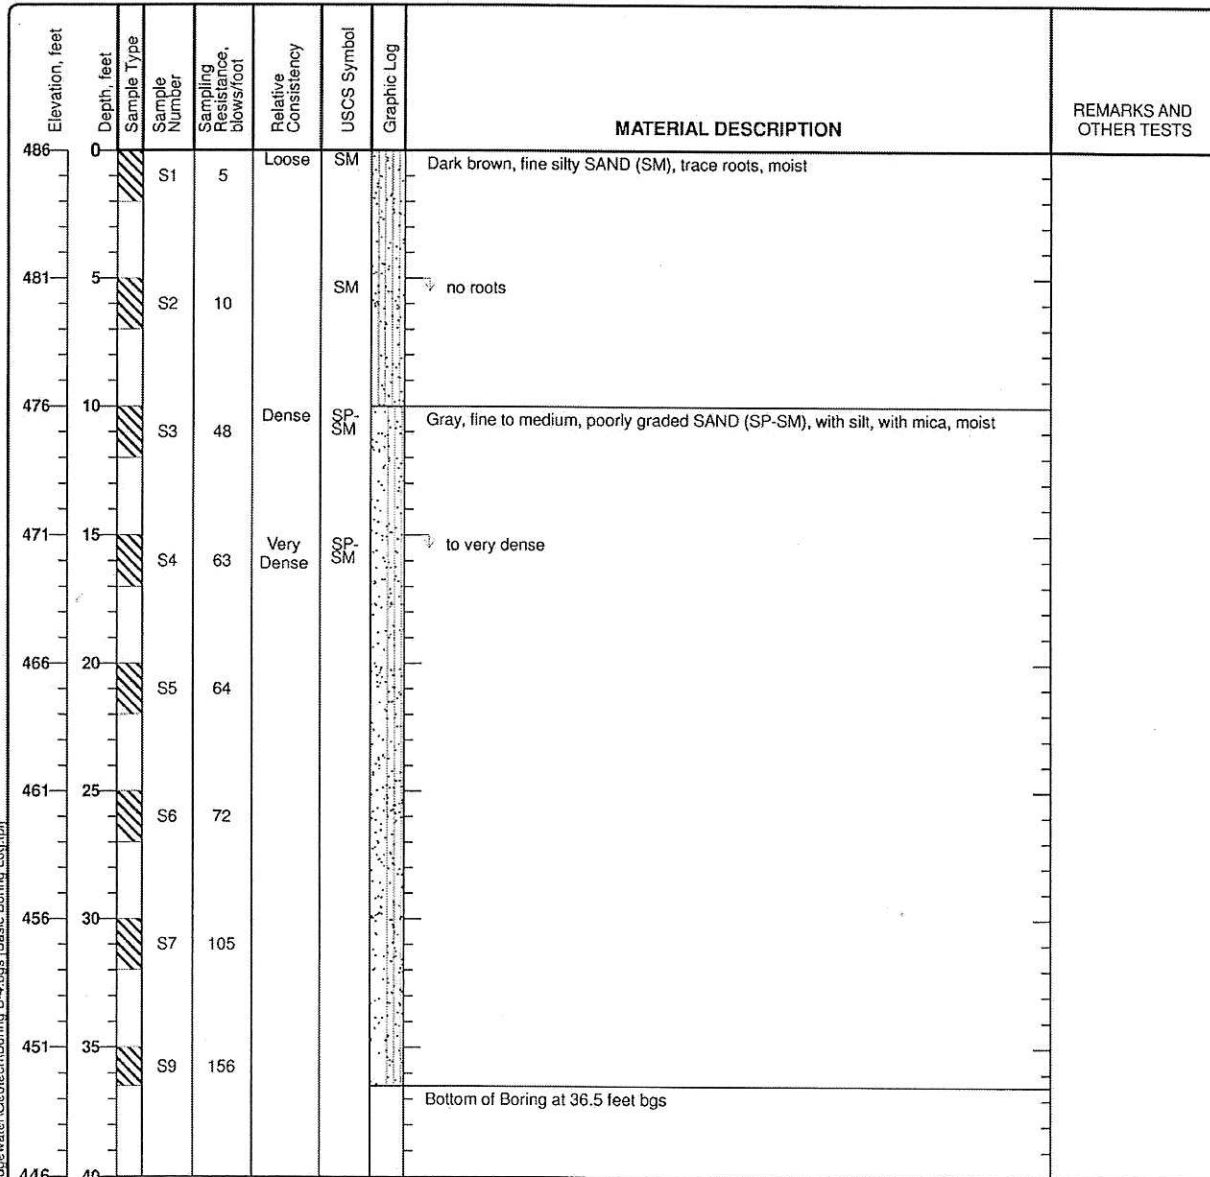 Elevation, feet
Depth, feet
Sample Type
Sample
Number
Sampling
Resistance,
blows/foot
Relative
Consistency
USCS Symbol
Graphic Log
MATERIAL DESCRIPTION
REMARKS AND
OTHER TESTS
486 0 Loose SM Dark brown, fine silty SAND (SM), trace roots, moist
S1 5
481 5 SM no roots
S2 10
476 10 Dense SP-
SM Gray, fine to medium, poorly graded SAND (SP-SM), with silt, with mica, moist
S3 48
471 15 Very
Dense SP-
SM to very dense
S4 63
466 20
S5 64
461 25
S6 72
456 30
S7 105
451 35
S9 156
Bottom of Boring at 36.5 feet bgs
446 40